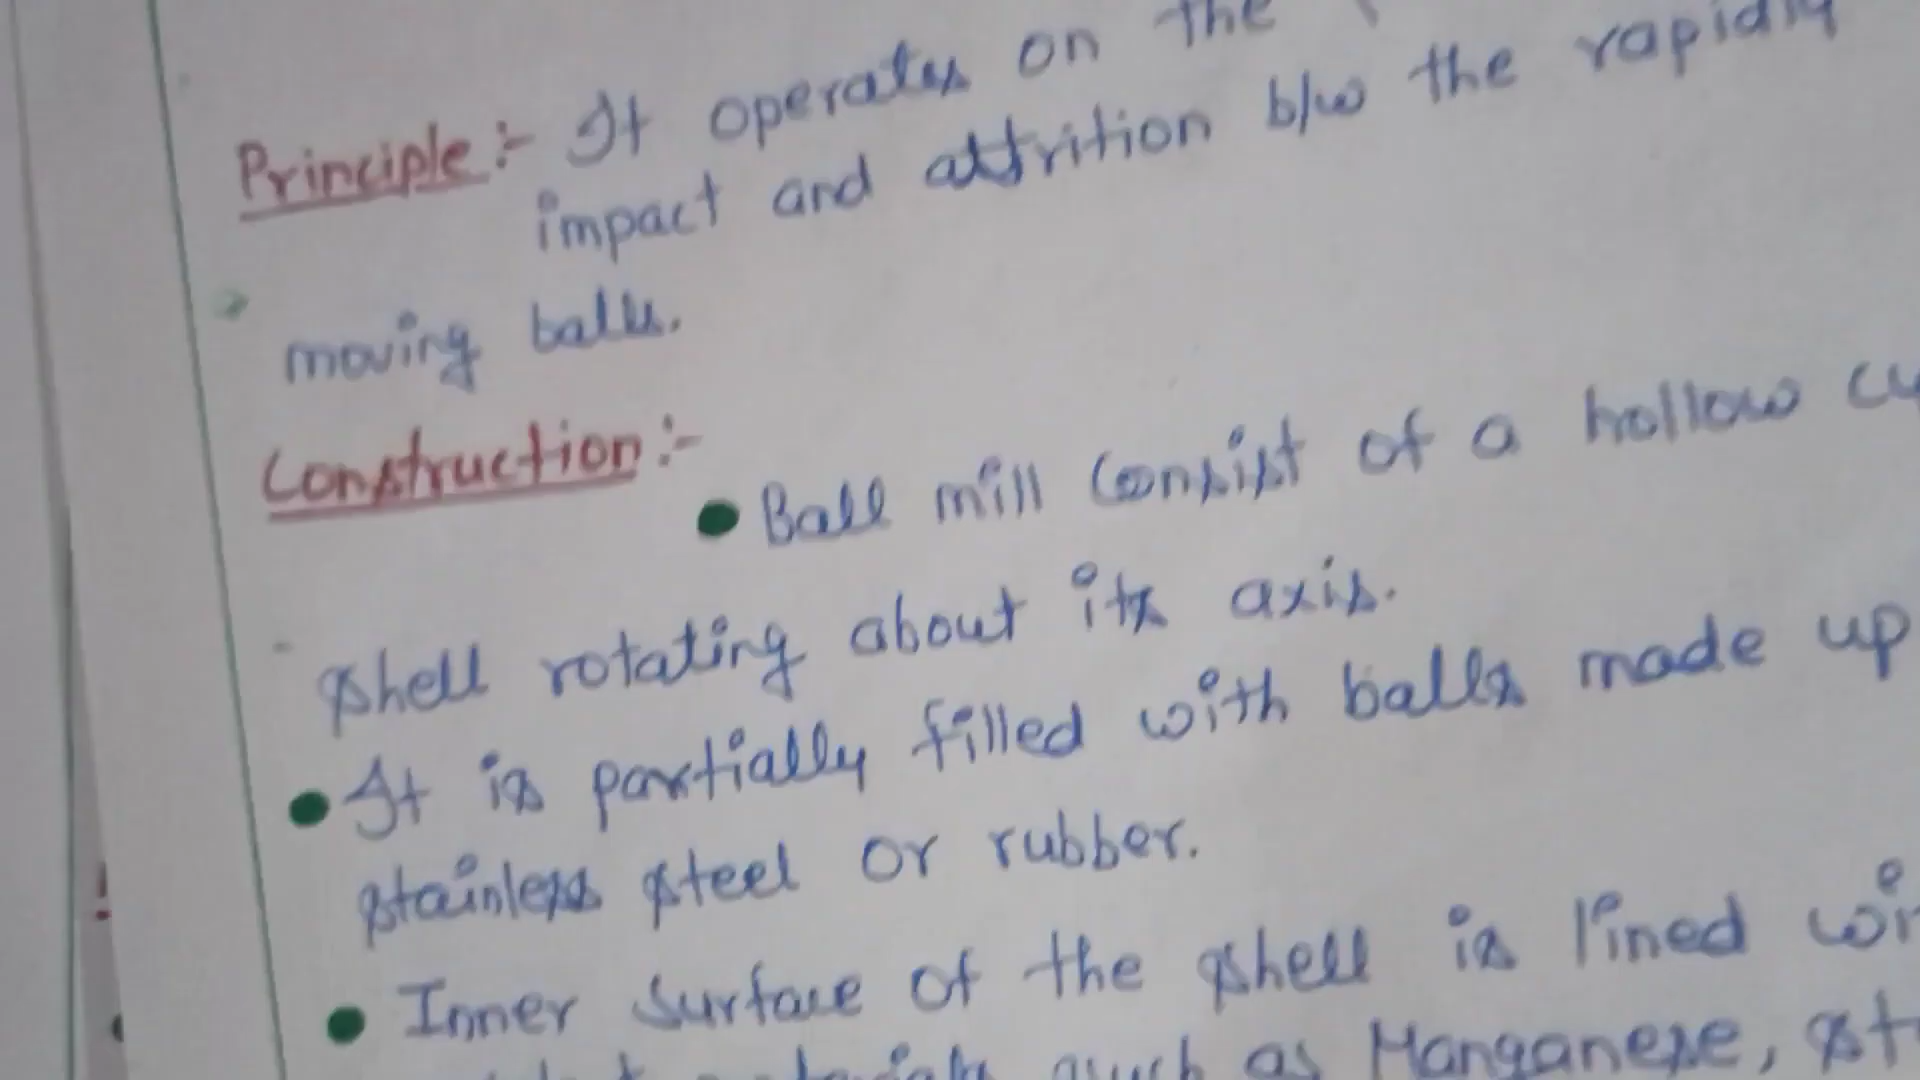 Principle :- It operates on the
impact and attrition b/w the rapidly
moving balls.
Construction :-
• Ball mill consist of a hollow
shell rotating about its axis.
• It is partially filled with balls made up
stainless steel or rubber.
• Inner surface of the shell is lined
such as Manganese,